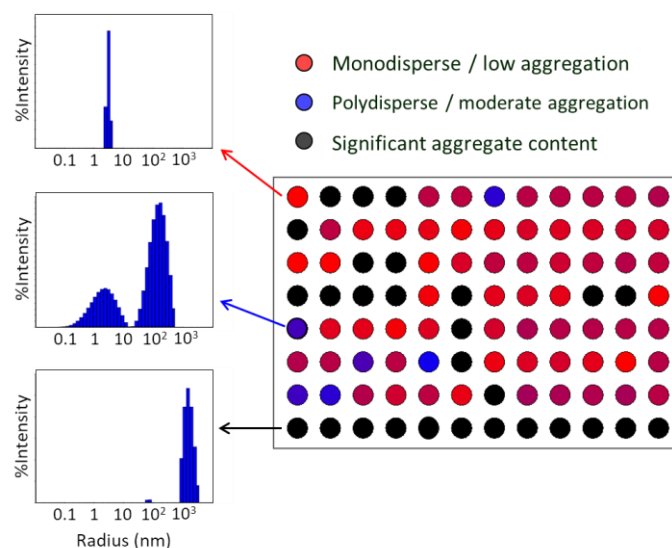 %Intensity
0.1 1 10 10² 10³
%Intensity
0.1 1 10 10² 10³
%Intensity
0.1 1 10 10² 10³
Radius (nm)
Monodisperse / low aggregation
Polydisperse / moderate aggregation
Significant aggregate content